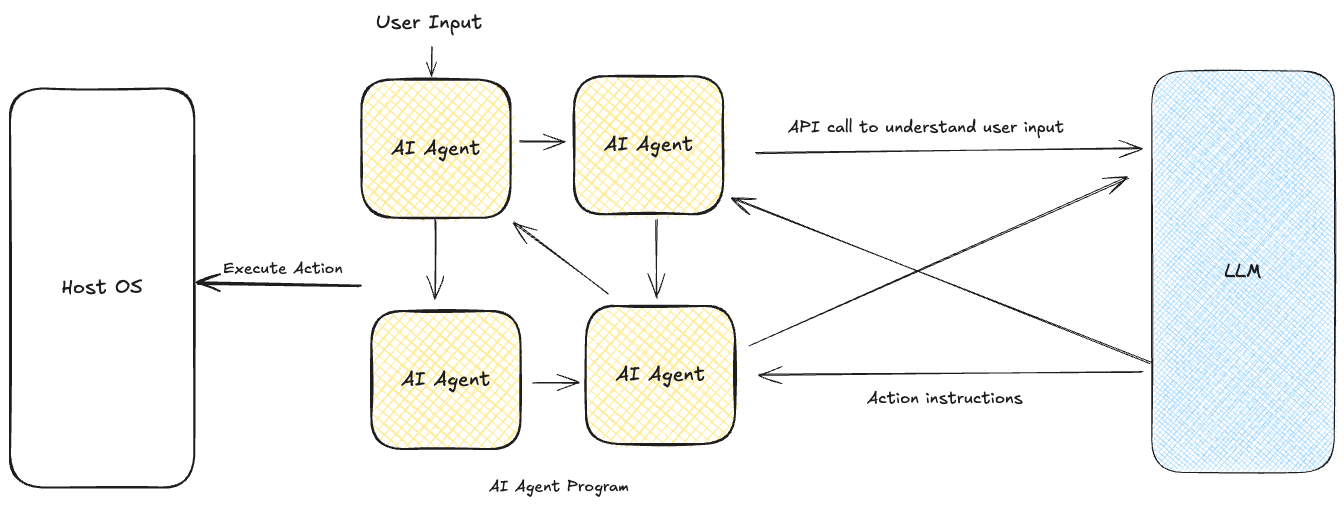 User Input
AI Agent
AI Agent
API call to understand user input
Host OS
Execute Action
LLM
AI Agent
AI Agent
Action instructions
AI Agent Program